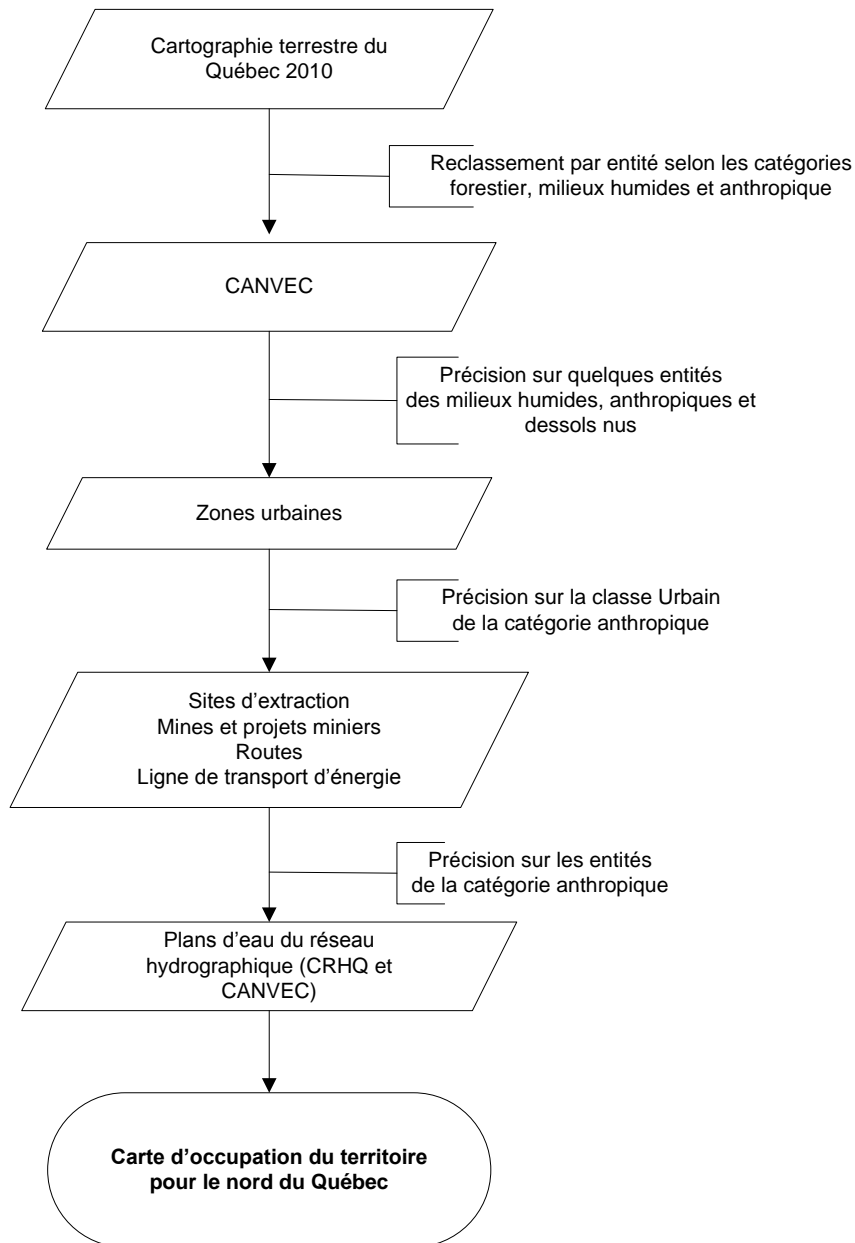 Cartographie terrestre du
Québec 2010
Reclassement par entité selon les catégories
forestier, milieux humides et anthropique
CANVEC
Précision sur quelques entités
des milieux humides, anthropiques et
dessols nus
Zones urbaines
Précision sur la classe Urbain
de la catégorie anthropique
Sites d’extraction
Mines et projets miniers
Routes
Ligne de transport d’énergie
Précision sur les entités
de la catégorie anthropique
Plans d’eau du réseau
hydrographique (CRHQ et
CANVEC)
Carte d’occupation du territoire
pour le nord du Québec